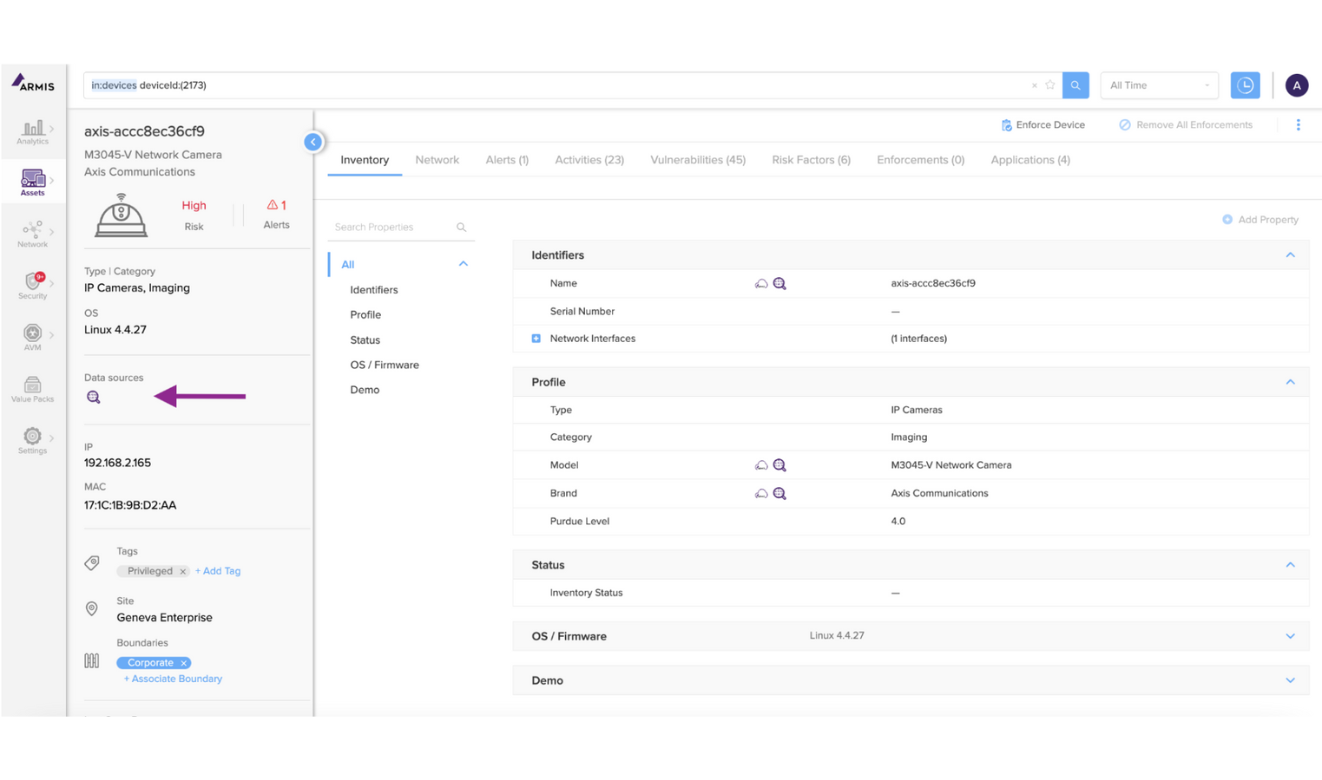 ARMIS
in:devices deviceId:(2173)
All Time
A
Analytics
Assets
Network
9+
Security
AVM
Value Packs
Settings
axis-accc8ec36cf9
M3045-V Network Camera
Axis Communications
High
Risk
1
Alerts
Type | Category
IP Cameras, Imaging
OS
Linux 4.4.27
Data sources
IP
192.168.2.165
MAC
17:1C:1B:9B:D2:AA
Tags
Privileged × + Add Tag
Site
Geneva Enterprise
Boundaries
Corporate ×
+ Associate Boundary
Enforce Device
Remove All Enforcements
Inventory Network Alerts (1) Activities (23) Vulnerabilities (45) Risk Factors (6) Enforcements (0) Applications (4)
Search Properties
All
Identifiers
Profile
Status
OS / Firmware
Demo
Add Property
Identifiers
Name axis-accc8ec36cf9
Serial Number —
Network Interfaces (1 interfaces)
Profile
Type IP Cameras
Category Imaging
Model M3045-V Network Camera
Brand Axis Communications
Purdue Level 4.0
Status
Inventory Status —
OS / Firmware Linux 4.4.27
Demo